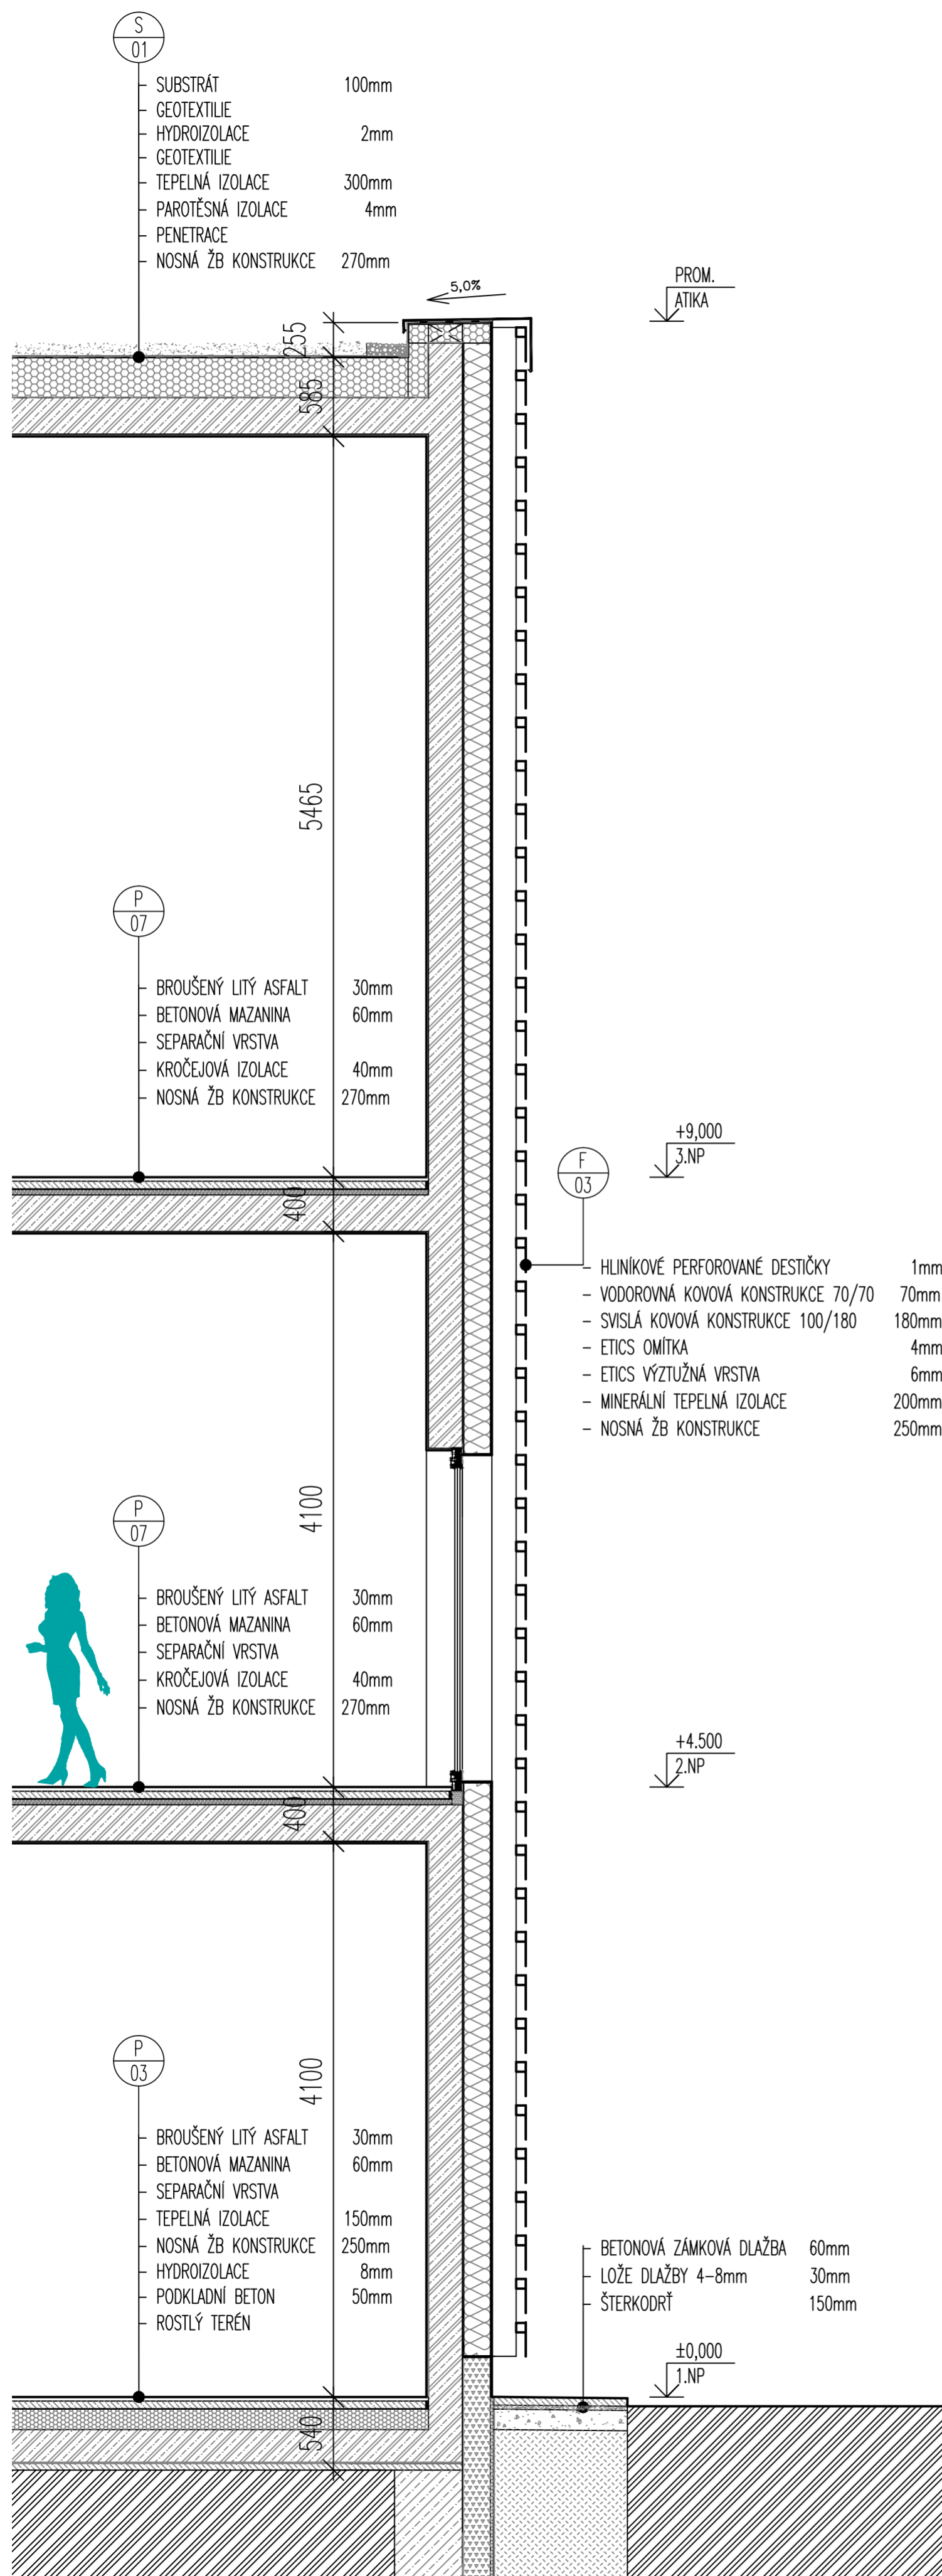 S
01
SUBSTRÁT 100mm
GEOTEXTILIE
HYDROIZOLACE 2mm
GEOTEXTILIE
TEPELNÁ IZOLACE 300mm
PAROTĚSNÁ IZOLACE 4mm
PENETRACE
NOSNÁ ŽB KONSTRUKCE 270mm
5,0%
PROM.
ATIKA
255
585
5465
P
07
BROUŠENÝ LITÝ ASFALT 30mm
BETONOVÁ MAZANINA 60mm
SEPARAČNÍ VRSTVA
KROČEJOVÁ IZOLACE 40mm
NOSNÁ ŽB KONSTRUKCE 270mm
+9,000
3.NP
400
F
03
- HLINÍKOVÉ PERFOROVANÉ DESTIČKY 1mm
- VODOROVNÁ KOVOVÁ KONSTRUKCE 70/70 70mm
- SVISLÁ KOVOVÁ KONSTRUKCE 100/180 180mm
- ETICS OMÍTKA 4mm
- ETICS VÝZTUŽNÁ VRSTVA 6mm
- MINERÁLNÍ TEPELNÁ IZOLACE 200mm
- NOSNÁ ŽB KONSTRUKCE 250mm
4100
P
07
BROUŠENÝ LITÝ ASFALT 30mm
BETONOVÁ MAZANINA 60mm
SEPARAČNÍ VRSTVA
KROČEJOVÁ IZOLACE 40mm
NOSNÁ ŽB KONSTRUKCE 270mm
+4.500
2.NP
400
4100
P
03
BROUŠENÝ LITÝ ASFALT 30mm
BETONOVÁ MAZANINA 60mm
SEPARAČNÍ VRSTVA
TEPELNÁ IZOLACE 150mm
NOSNÁ ŽB KONSTRUKCE 250mm
HYDROIZOLACE 8mm
PODKLADNÍ BETON 50mm
ROSTLÝ TERÉN
BETONOVÁ ZÁMKOVÁ DLAŽBA 60mm
LOŽE DLAŽBY 4-8mm 30mm
ŠTERKODRŤ 150mm
±0,000
1.NP
540